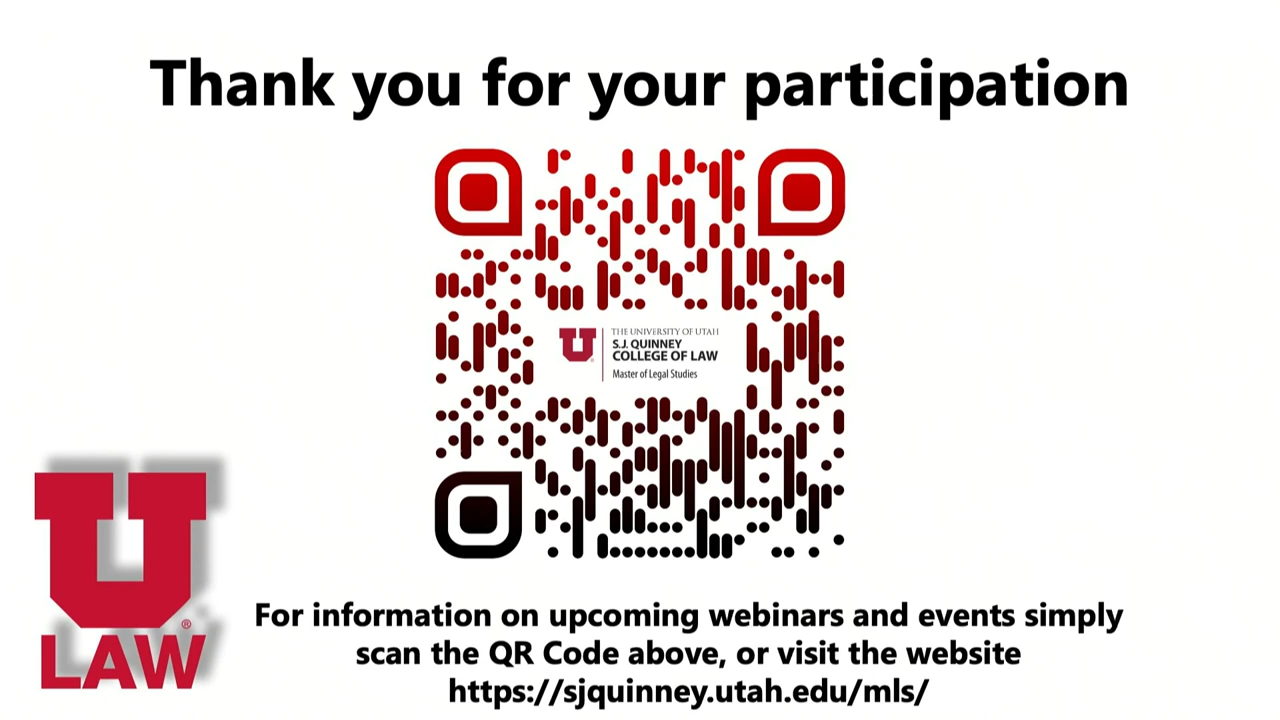 Thank you for your participation
THE UNIVERSITY OF UTAH
S.J. QUINNEY
COLLEGE OF LAW
Master of Legal Studies
U
LAW®
For information on upcoming webinars and events simply
scan the QR Code above, or visit the website
https://sjquinney.utah.edu/mls/